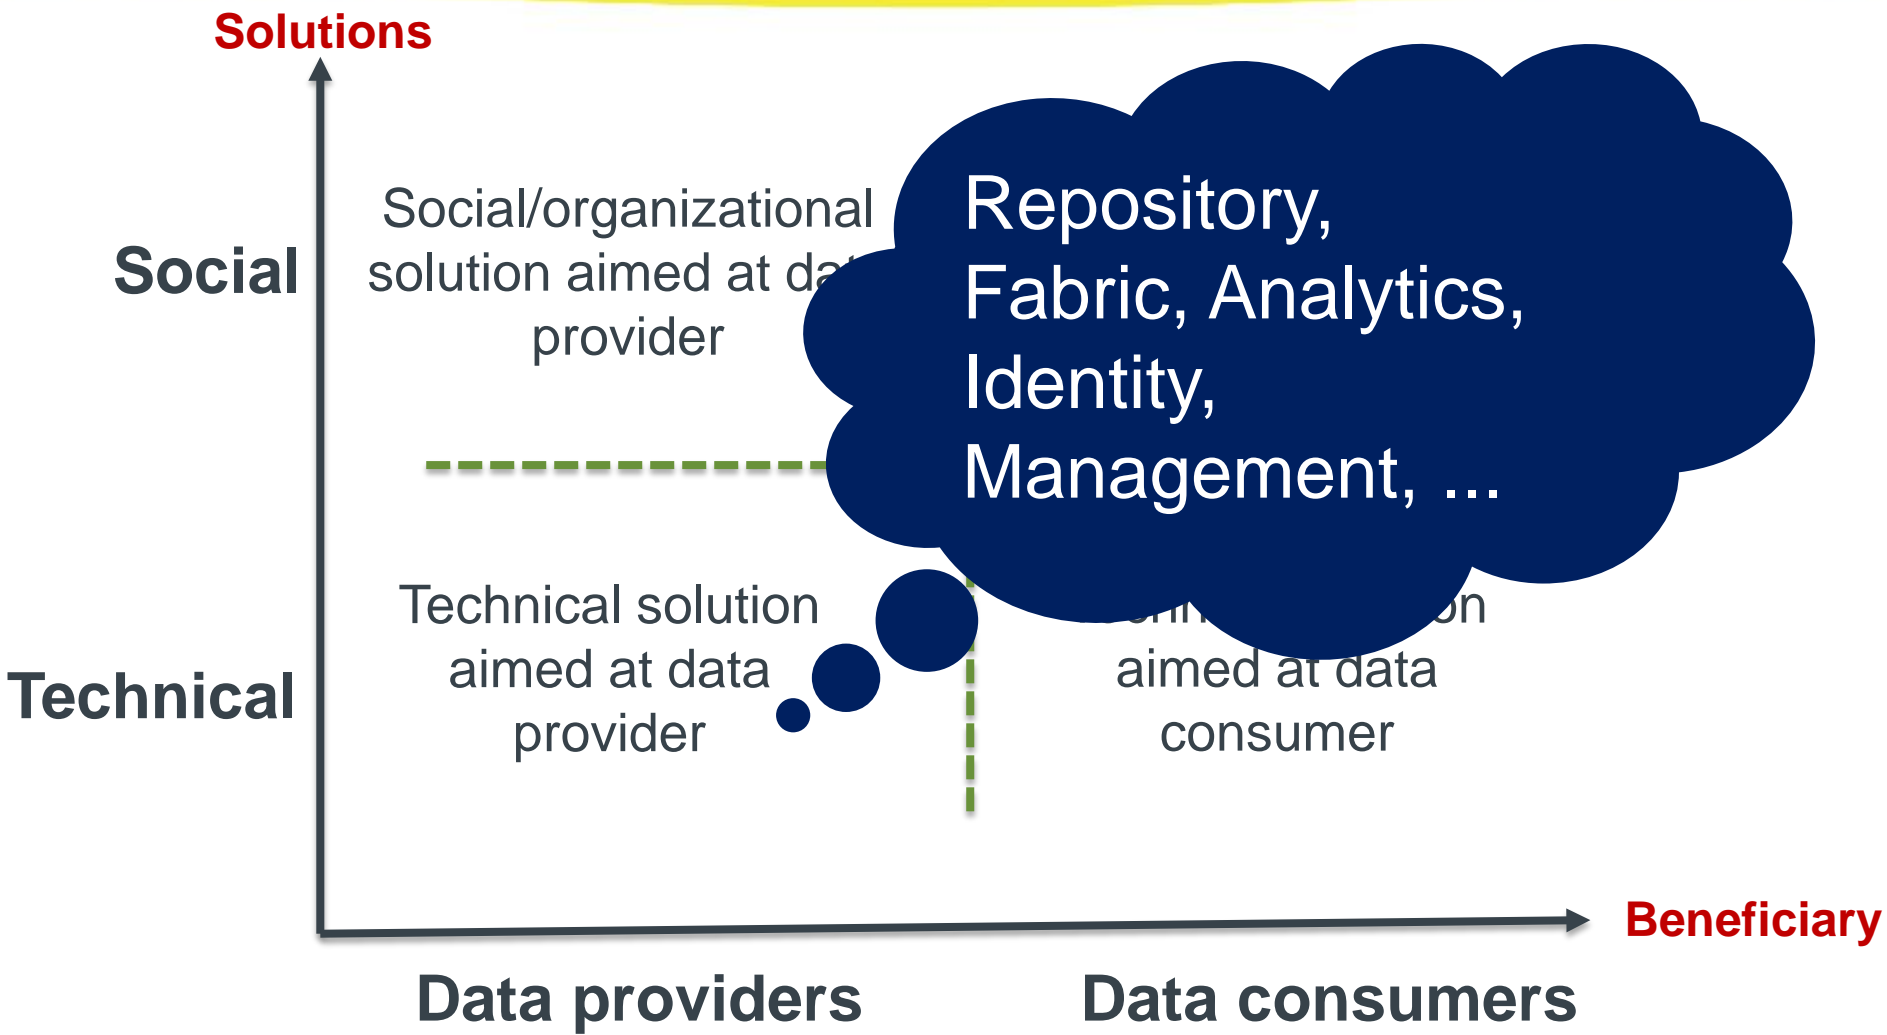 Solutions
Social
Social/organizational
solution aimed at data
provider
Repository,
Fabric, Analytics,
Identity,
Management, ...
Technical
Technical solution
aimed at data
provider
aimed at data
consumer
Beneficiary
Data providers
Data consumers